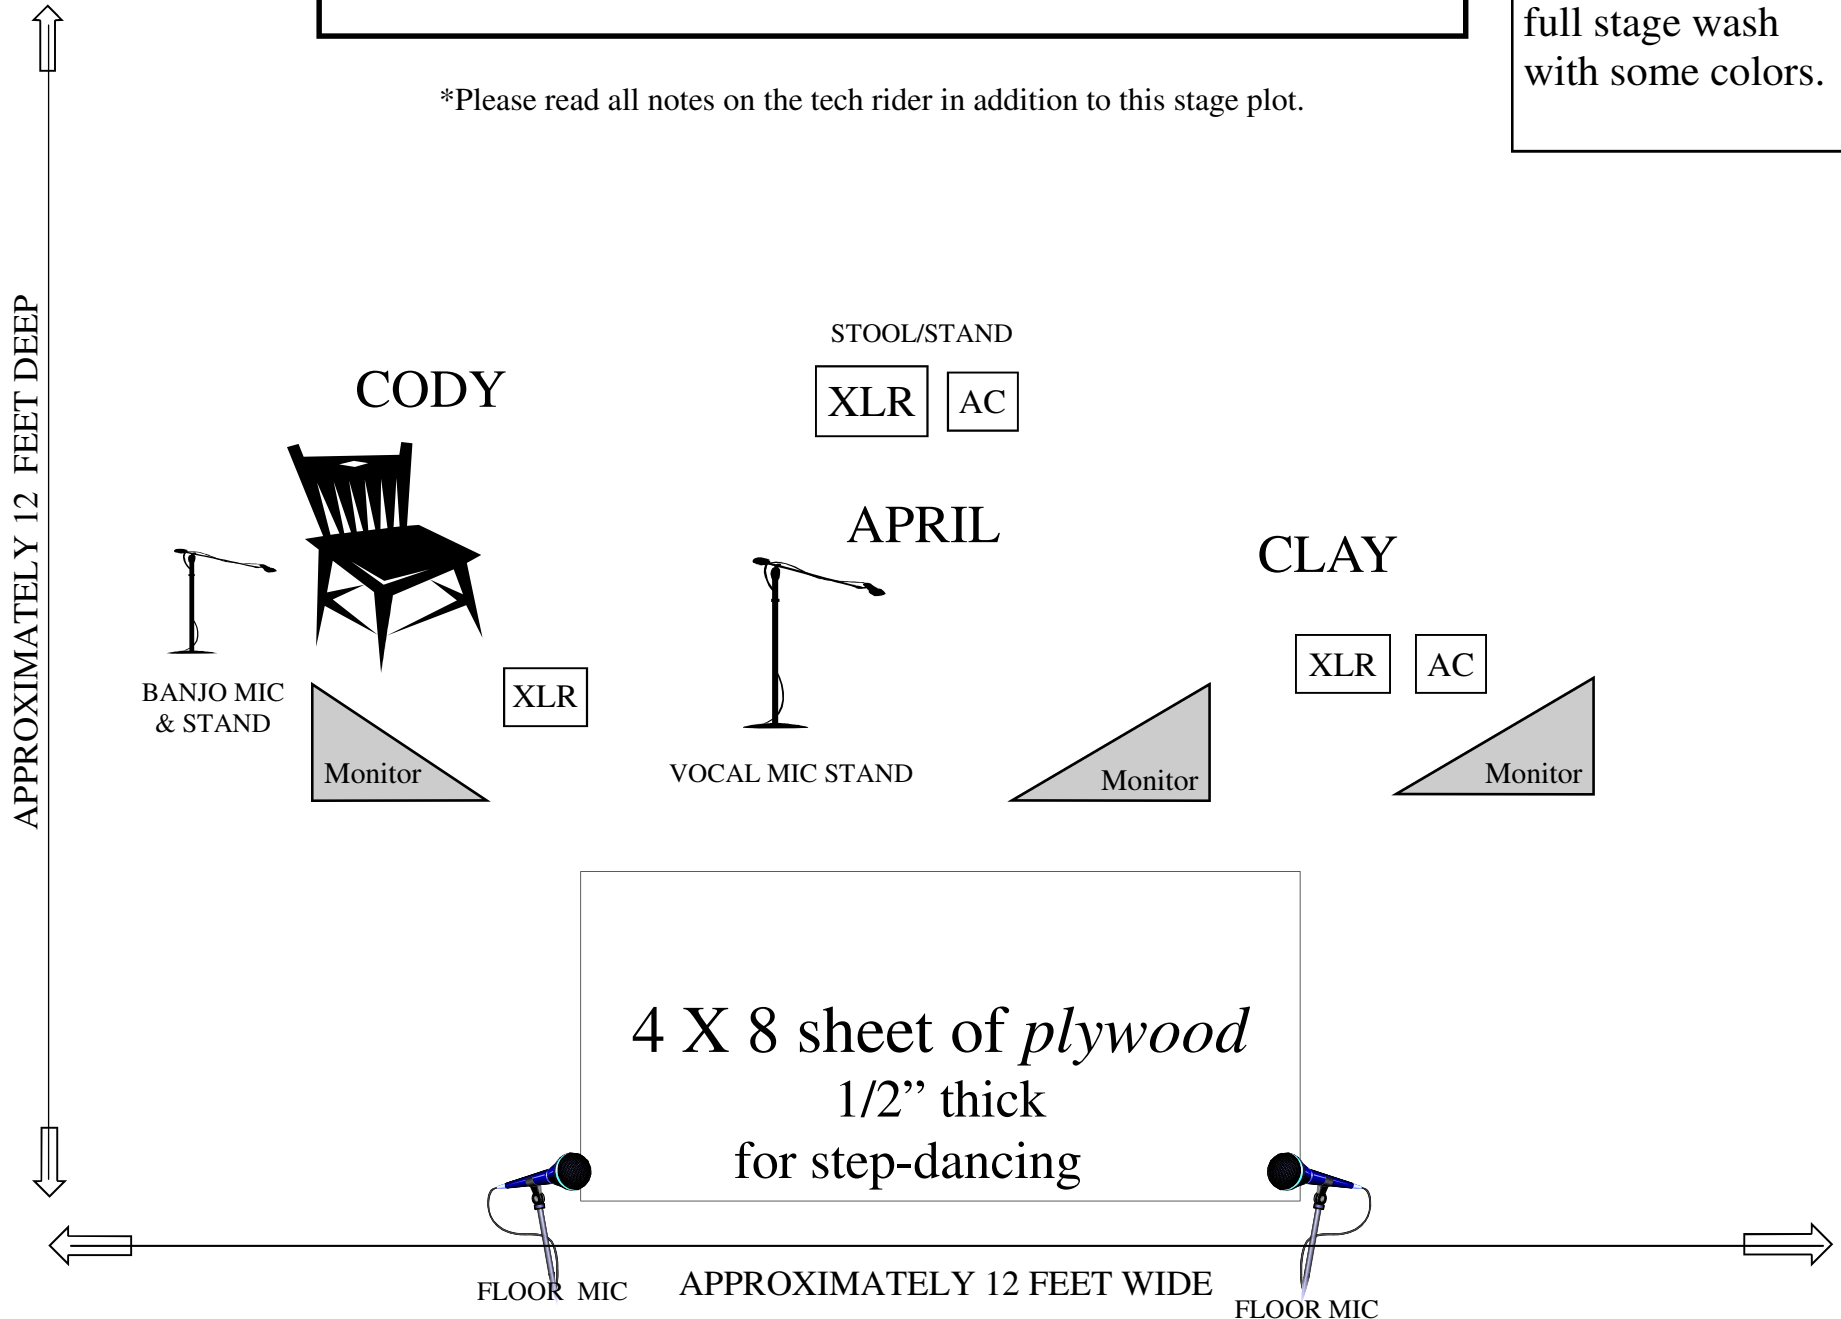 full stage wash
with some colors.
*Please read all notes on the tech rider in addition to this stage plot.
APPROXIMATELY 12 FEET DEEP
STOOL/STAND
XLR
AC
CODY
APRIL
CLAY
XLR
AC
BANJO MIC
& STAND
XLR
Monitor
VOCAL MIC STAND
Monitor
Monitor
4 X 8 sheet of plywood
1/2” thick
for step-dancing
FLOOR MIC
APPROXIMATELY 12 FEET WIDE
FLOOR MIC